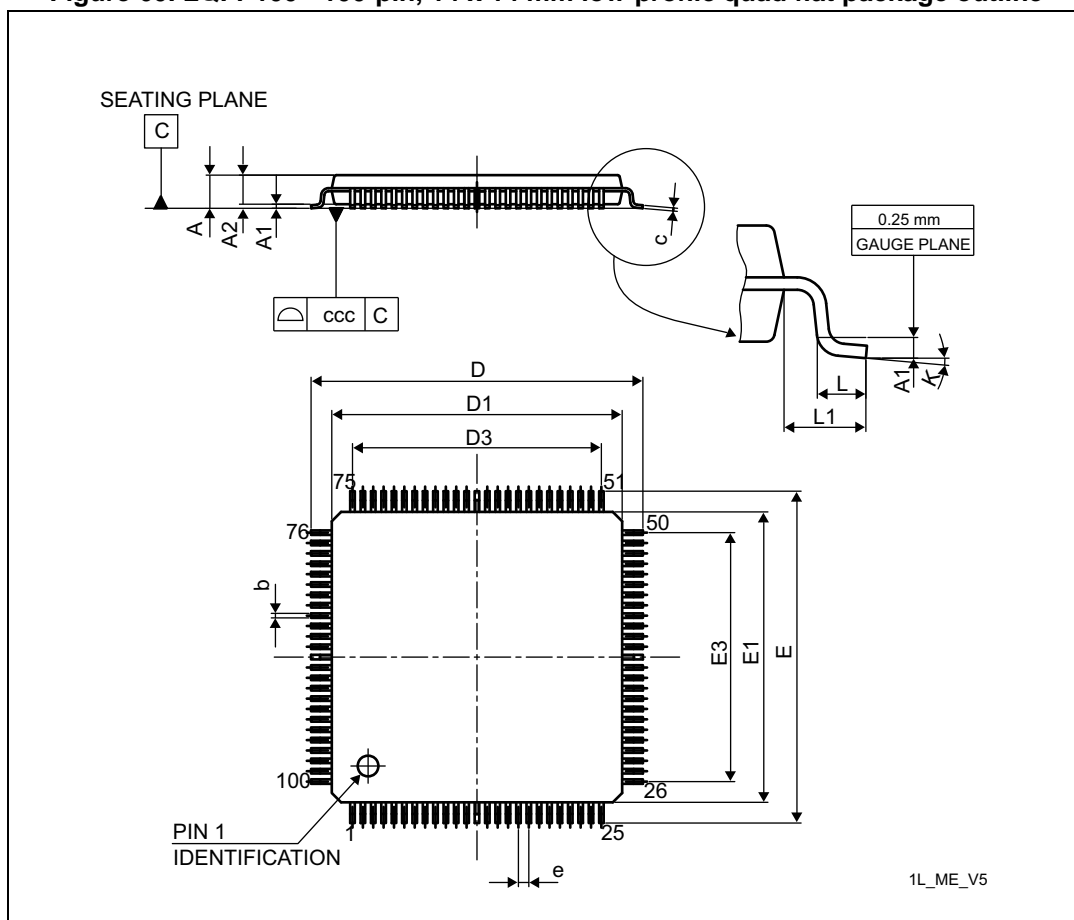 SEATING PLANE
C
A
A2
A1
c
0.25 mm
GAUGE PLANE
ccc C
A1
K
L
L1
D
D1
D3
75
51
76
50
b
E3
E1
E
100
26
PIN 1
IDENTIFICATION
1
25
e
1L_ME_V5